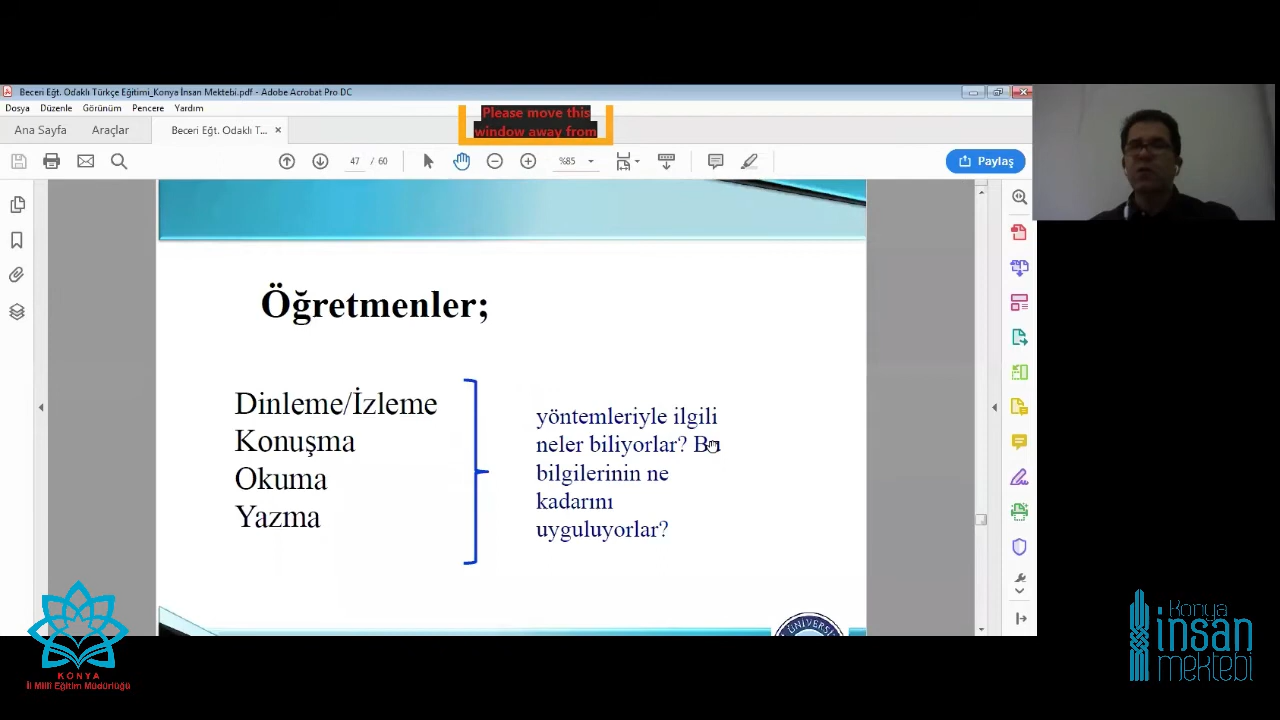 Beceri Eğt. Odaklı Türkçe Eğitimi_Konya İnsan Mektebi.pdf - Adobe Acrobat Pro DC
Dosya Düzenle Görünüm Pencere Yardım
Please move this
window away from
Ana Sayfa Araçlar Beceri Eğt. Odaklı T... ×
47 / 60 %85 Paylaş
Öğretmenler;
Dinleme/İzleme
Konuşma
Okuma
Yazma
yöntemleriyle ilgili
neler biliyorlar? Bu
bilgilerinin ne
kadarını
uyguluyorlar?
ÜNİVERSİ
KONYA
İl Milli Eğitim Müdürlüğü
Konya
insan
mektebi